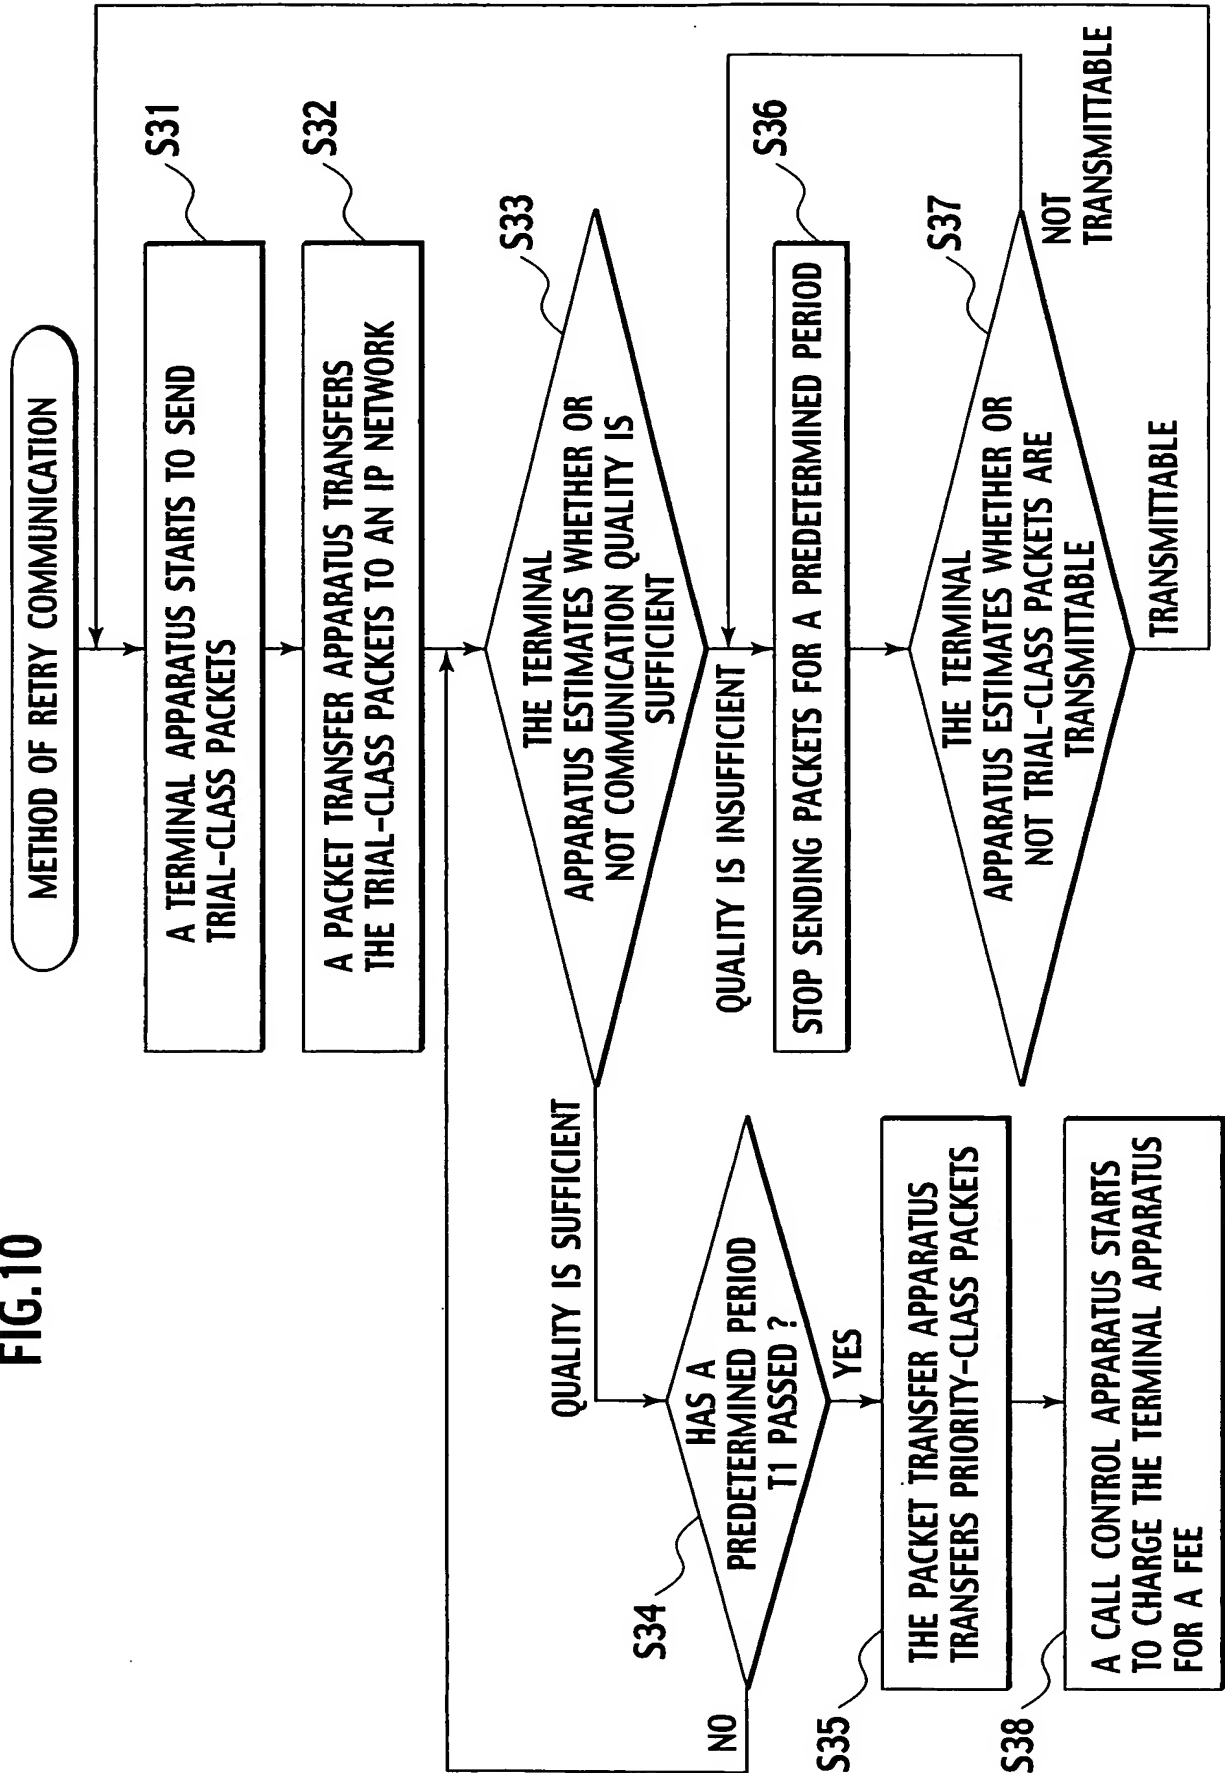 FIG.10
METHOD OF RETRY COMMUNICATION
S31
A TERMINAL APPARATUS STARTS TO SEND
TRIAL-CLASS PACKETS
S32
A PACKET TRANSFER APPARATUS TRANSFERS
THE TRIAL-CLASS PACKETS TO AN IP NETWORK
S33
THE TERMINAL
APPARATUS ESTIMATES WHETHER OR
NOT COMMUNICATION QUALITY IS
SUFFICIENT
QUALITY IS SUFFICIENT
QUALITY IS INSUFFICIENT
S34
HAS A
PREDETERMINED PERIOD
T1 PASSED ?
NO
YES
S36
STOP SENDING PACKETS FOR A PREDETERMINED PERIOD
S35
THE PACKET TRANSFER APPARATUS
TRANSFERS PRIORITY-CLASS PACKETS
S37
THE TERMINAL
APPARATUS ESTIMATES WHETHER OR
NOT TRIAL-CLASS PACKETS ARE
TRANSMITTABLE
NOT
TRANSMITTABLE
TRANSMITTABLE
S38
A CALL CONTROL APPARATUS STARTS
TO CHARGE THE TERMINAL APPARATUS
FOR A FEE